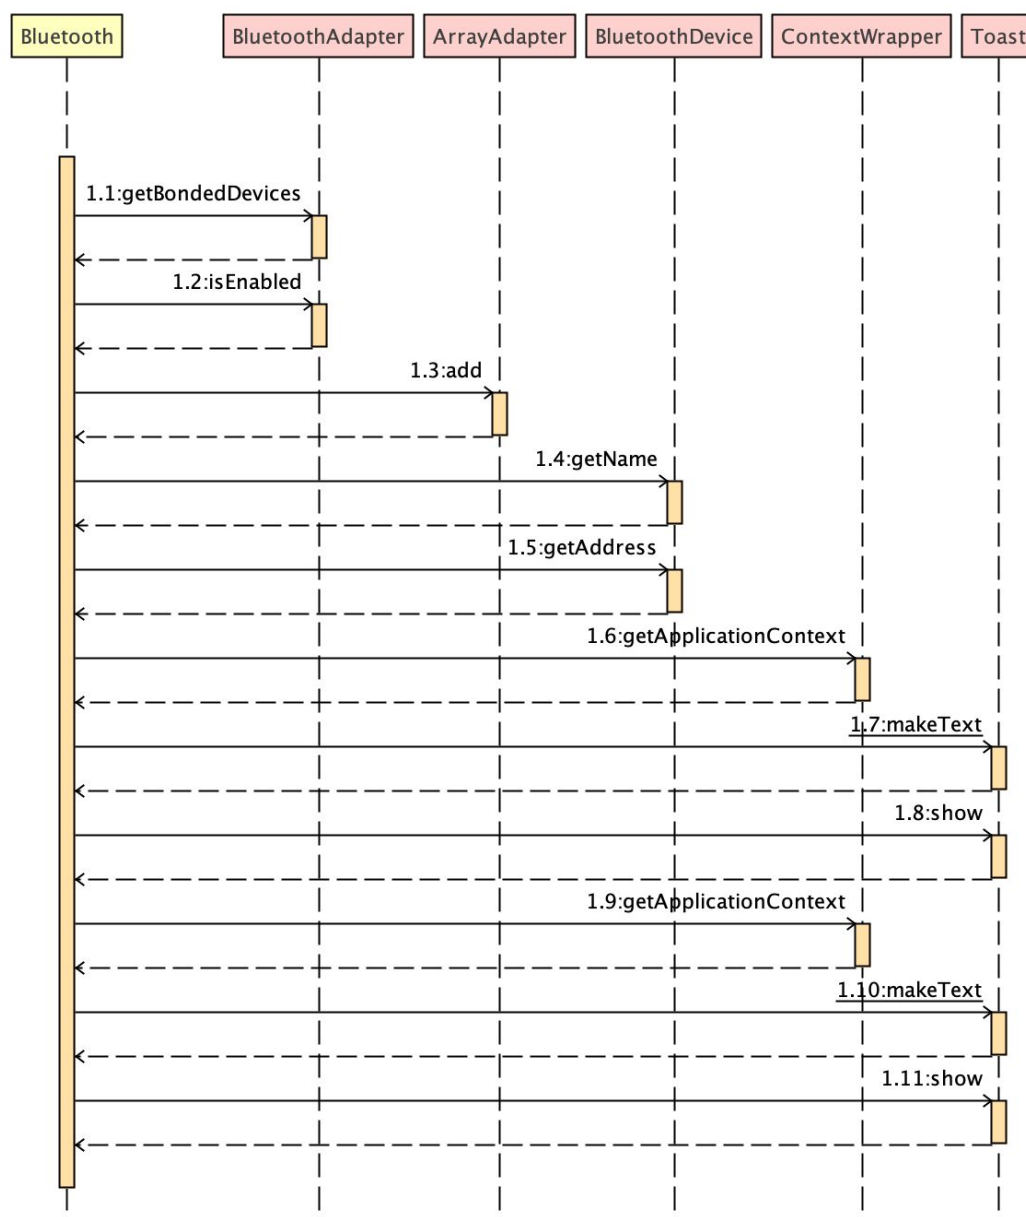 Bluetooth
BluetoothAdapter
ArrayAdapter
BluetoothDevice
ContextWrapper
Toast
1.1:getBondedDevices
1.2:isEnabled
1.3:add
1.4:getName
1.5:getAddress
1.6:getApplicationContext
1.7:makeText
1.8:show
1.9:getApplicationContext
1.10:makeText
1.11:show